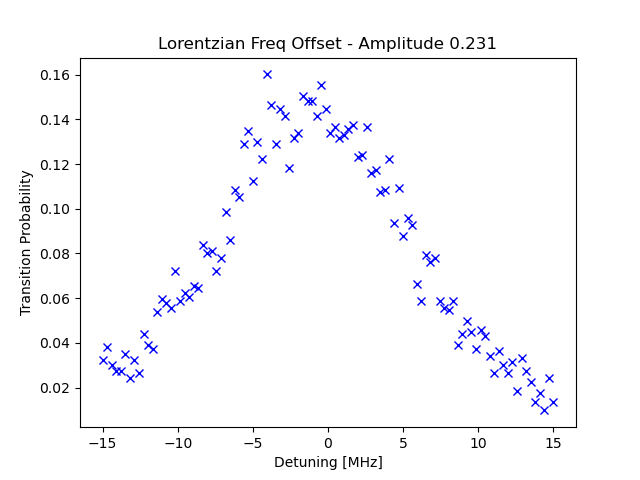 Lorentzian Freq Offset - Amplitude 0.231
Transition Probability
0.16
0.14
0.12
0.10
0.08
0.06
0.04
0.02
−15 −10 −5 0 5 10 15
Detuning [MHz]